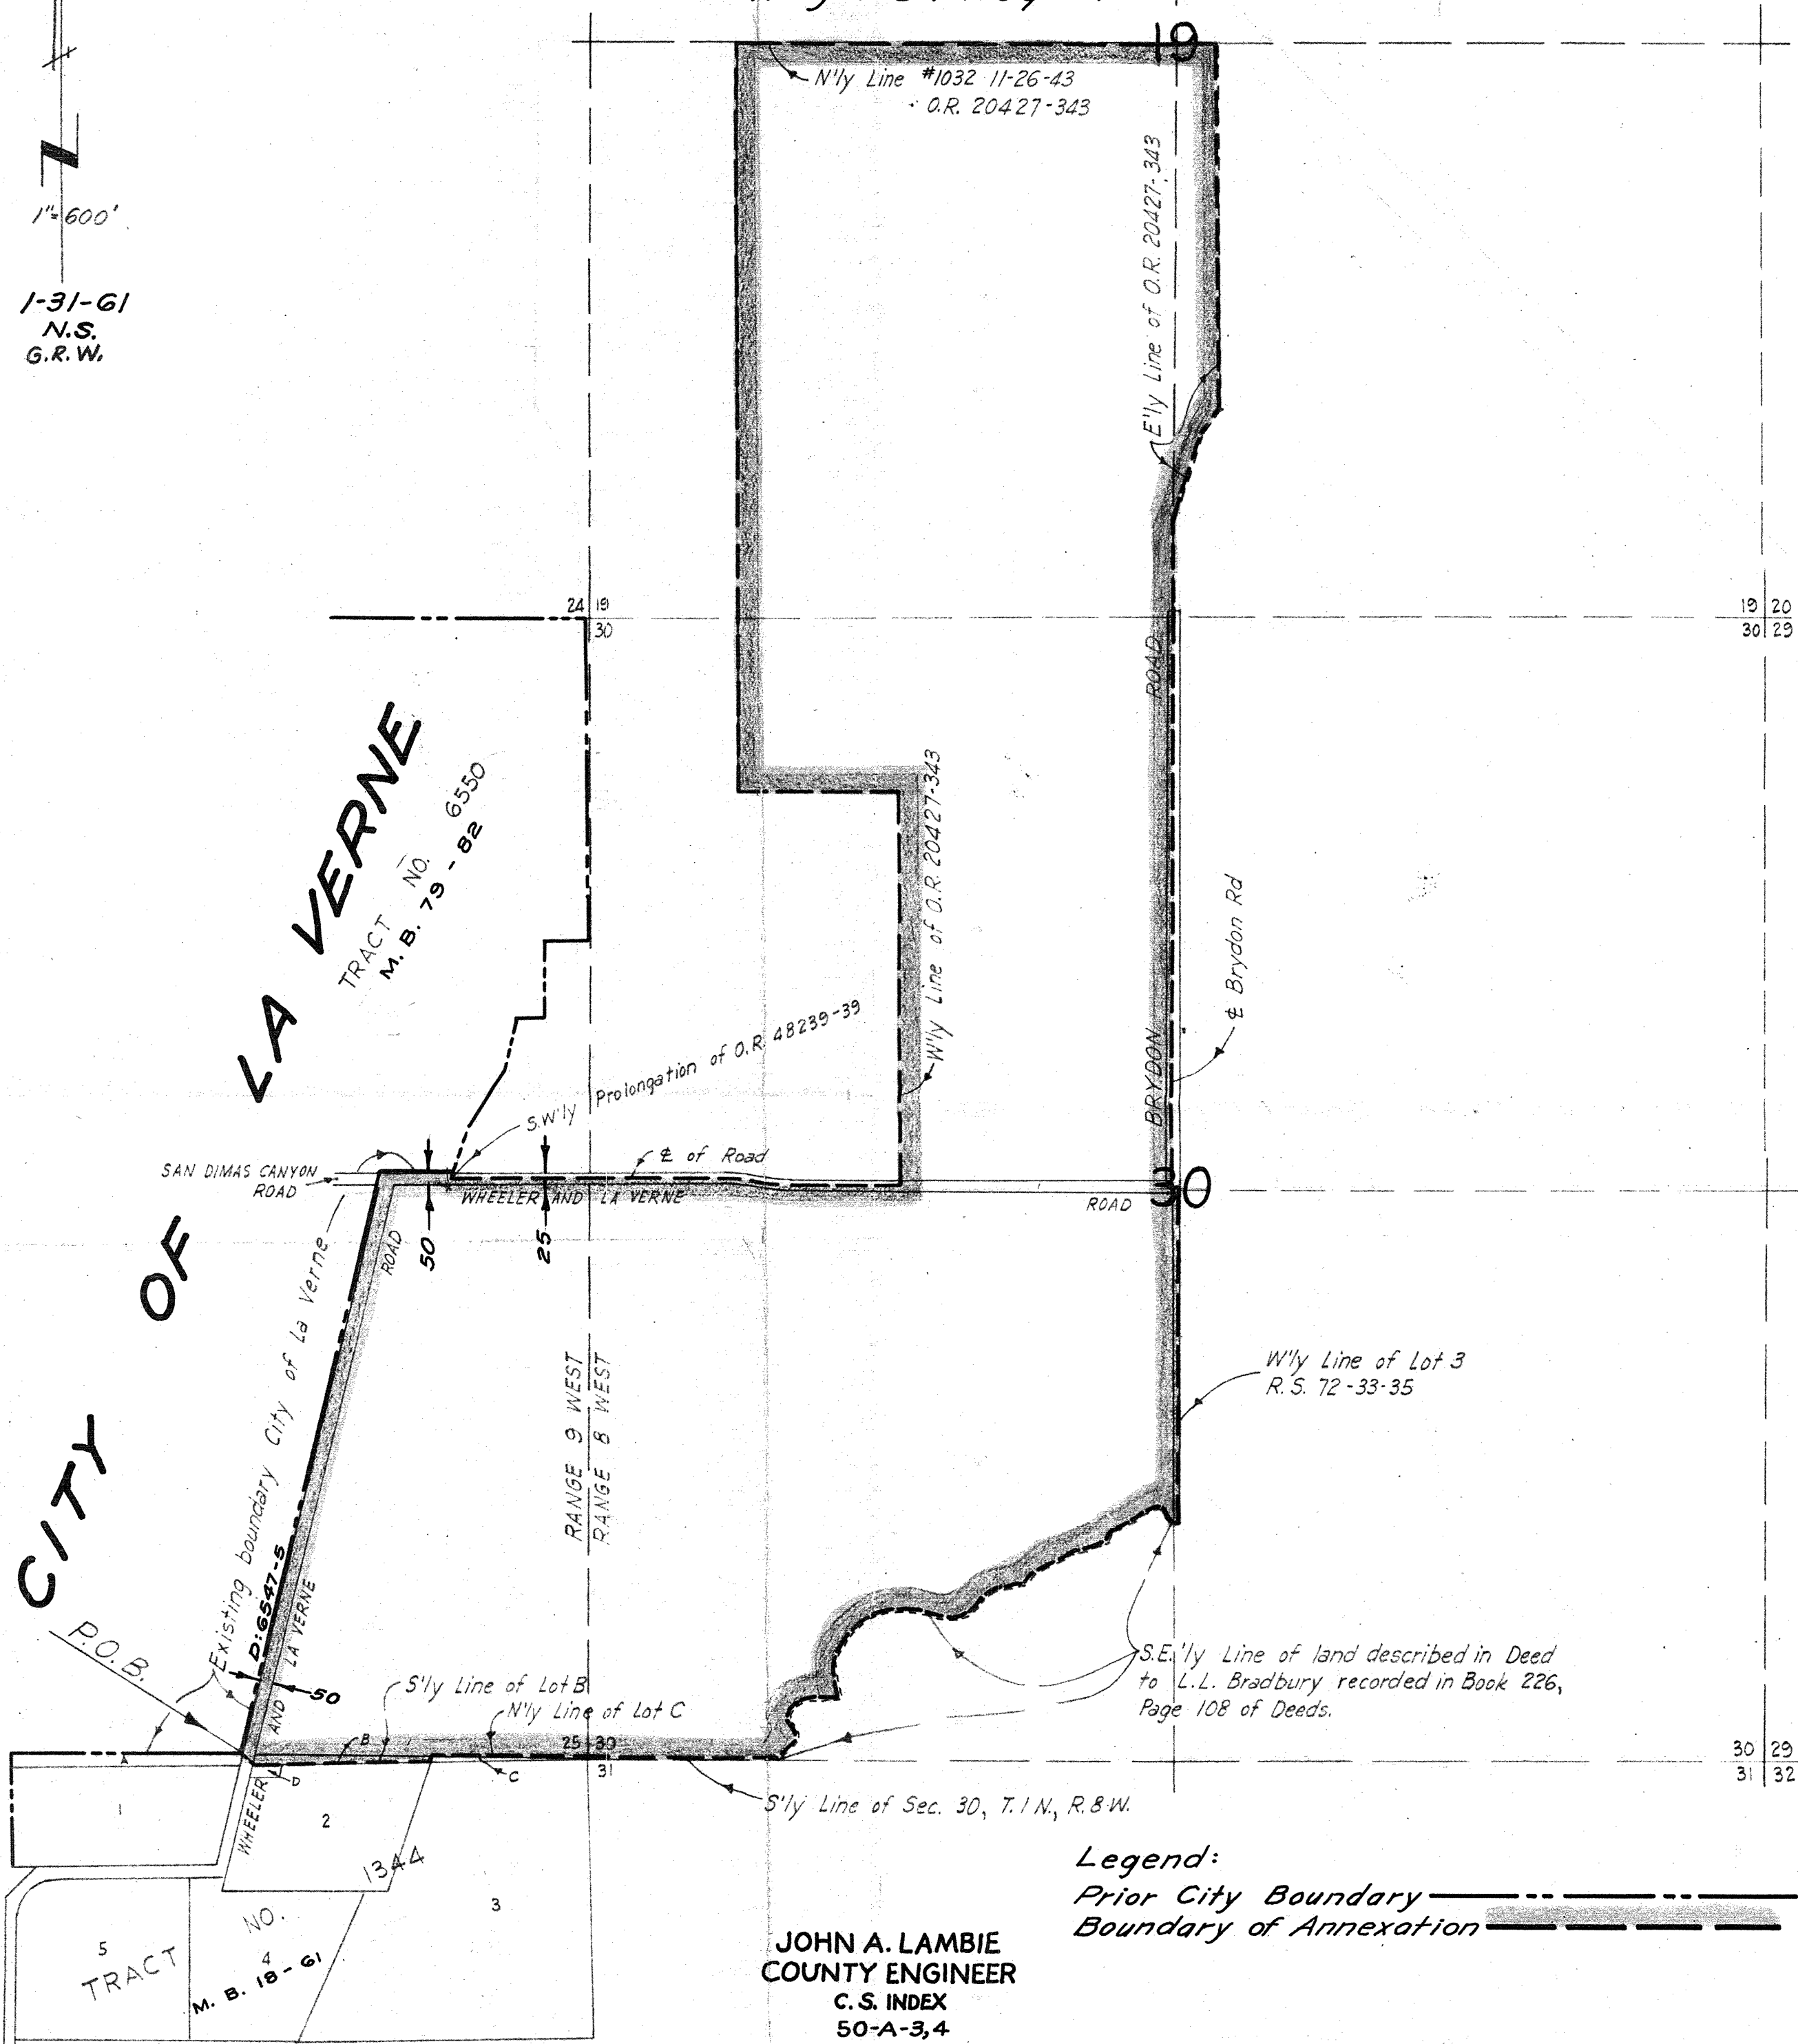 19
N'ly Line #1032 11-26-43
O.R. 20427-343
E'ly Line of O.R. 20427-343
1"=600'
1-31-61
N.S.
G.R.W.
24 19
30
19 20
30 29
ROAD
CITY OF LA VERNE
TRACT NO. 6550
M. B. 79 - 82
W'ly Line of O.R. 20427-343
℄ Brydon Rd
BRYDON
S.W'ly Prolongation of O.R. 48239-39
℄ of Road
SAN DIMAS CANYON
ROAD
WHEELER AND LA VERNE
ROAD
30
50
25
ROAD
Existing boundary City of La Verne
D:6547-5
RANGE 9 WEST
RANGE 8 WEST
W'ly Line of Lot 3
R.S. 72-33-35
P.O.B.
LA VERNE
AND
WHEELER
50
S'ly Line of Lot B
N'ly Line of Lot C
S.E.'ly Line of land described in Deed
to L.L. Bradbury recorded in Book 226,
Page 108 of Deeds.
25 30
31
30 29
31 32
A
B
C
D
S'ly Line of Sec. 30, T.1 N., R.8 W.
1
2
3
1344
5
4
TRACT NO.
M. B. 18 - 61
Legend:
Prior City Boundary
Boundary of Annexation
JOHN A. LAMBIE
COUNTY ENGINEER
C. S. INDEX
50-A-3,4